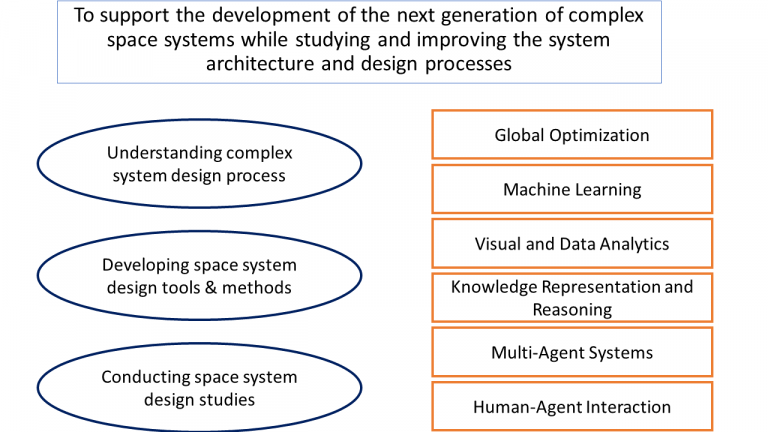 To support the development of the next generation of complex
space systems while studying and improving the system
architecture and design processes
Understanding complex
system design process
Developing space system
design tools & methods
Conducting space system
design studies
Global Optimization
Machine Learning
Visual and Data Analytics
Knowledge Representation and
Reasoning
Multi-Agent Systems
Human-Agent Interaction